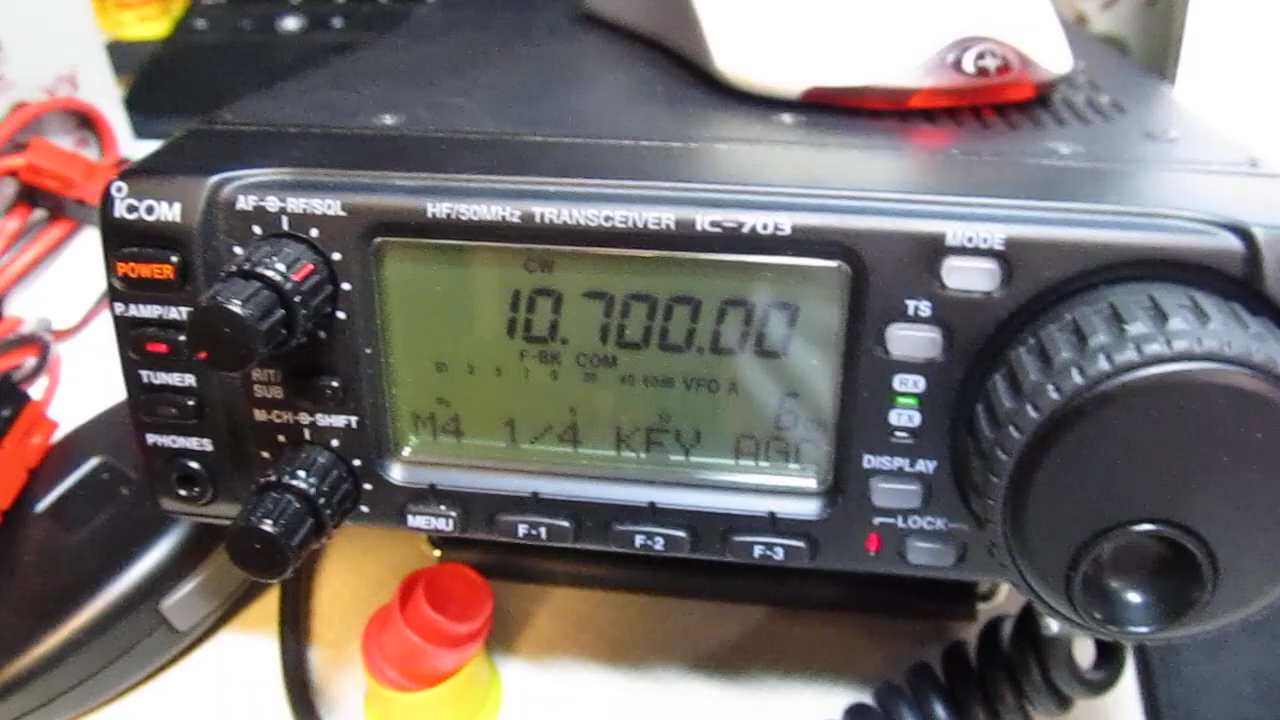 ICOM
AF RF/SQL
HF/50MHz TRANSCEIVER IC-703
MODE
POWER
CW
10.700.00
TS
P.AMP/ATT
F-BK COM
VFO A
RX
TX
TUNER
RIT/
SUB
M-CH SHIFT
6
M4 1/4 KEY AGC
PHONES
DISPLAY
LOCK
MENU
F-1
F-2
F-3